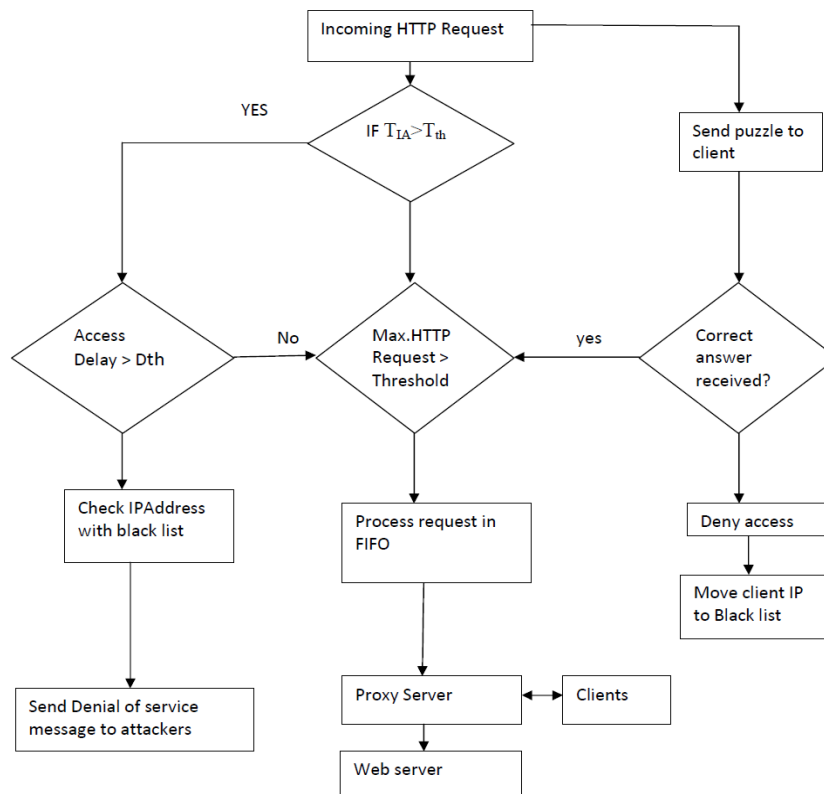 Incoming HTTP Request
YES
IF T_IA>T_th
Send puzzle to
client
Access
Delay > Dth
No
Max.HTTP
Request >
Threshold
yes
Correct
answer
received?
Check IPAddress
with black list
Process request in
FIFO
Deny access
Move client IP
to Black list
Send Denial of service
message to attackers
Proxy Server
Clients
Web server